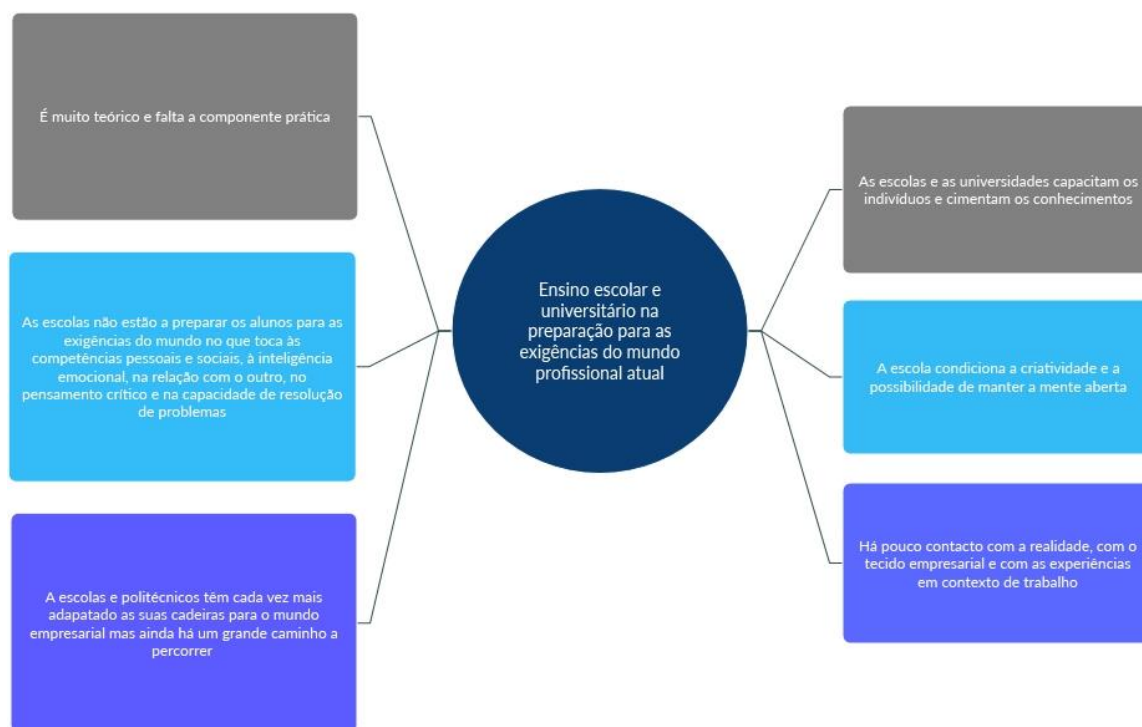 É muito teórico e falta a componente prática
As escolas não estão a preparar os alunos para as
exigências do mundo no que toca às
competências pessoais e sociais, à inteligência
emocional, na relação com o outro, no
pensamento crítico e na capacidade de resolução
de problemas
A escolas e politécnicos têm cada vez mais
adapatado as suas cadeiras para o mundo
empresarial mas ainda há um grande caminho a
percorrer
Ensino escolar e
universitário na
preparação para as
exigências do mundo
profissional atual
As escolas e as universidades capacitam os
indivíduos e cimentam os conhecimentos
A escola condiciona a criatividade e a
possibilidade de manter a mente aberta
Há pouco contacto com a realidade, com o
tecido empresarial e com as experiências
em contexto de trabalho